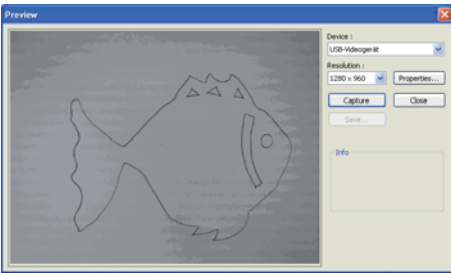 Preview
Device :
USB-Videogerät
Resolution :
1280 x 960
Properties...
Capture
Close
Save...
Info